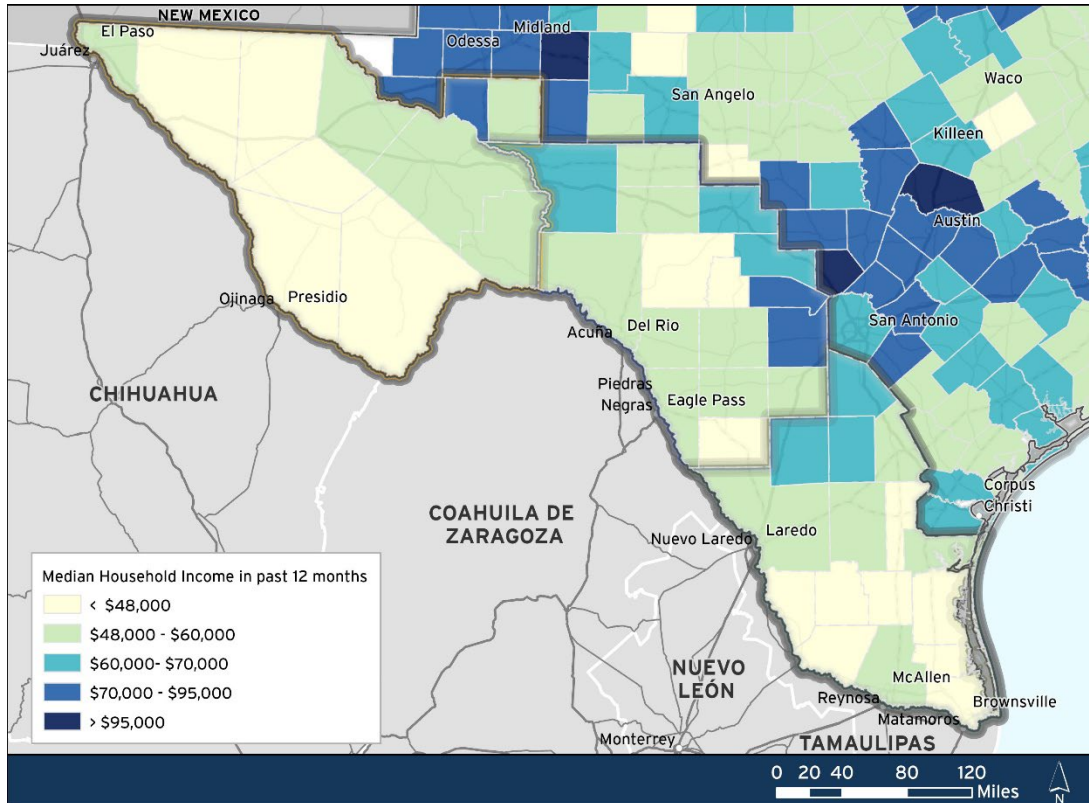 NEW MEXICO
El Paso
Juárez
Midland
Odessa
San Angelo
Waco
Killeen
Austin
San Antonio
Ojinaga
Presidio
Acuña
Del Rio
Piedras
Negras
Eagle Pass
CHIHUAHUA
COAHUILA DE
ZARAGOZA
Corpus
Christi
Nuevo Laredo
Laredo
NUEVO
LEÓN
McAllen
Reynosa
Brownsville
Matamoros
Monterrey
TAMAULIPAS
Median Household Income in past 12 months
< $48,000
$48,000 - $60,000
$60,000- $70,000
$70,000 - $95,000
> $95,000
0 20 40 80 120
Miles
N